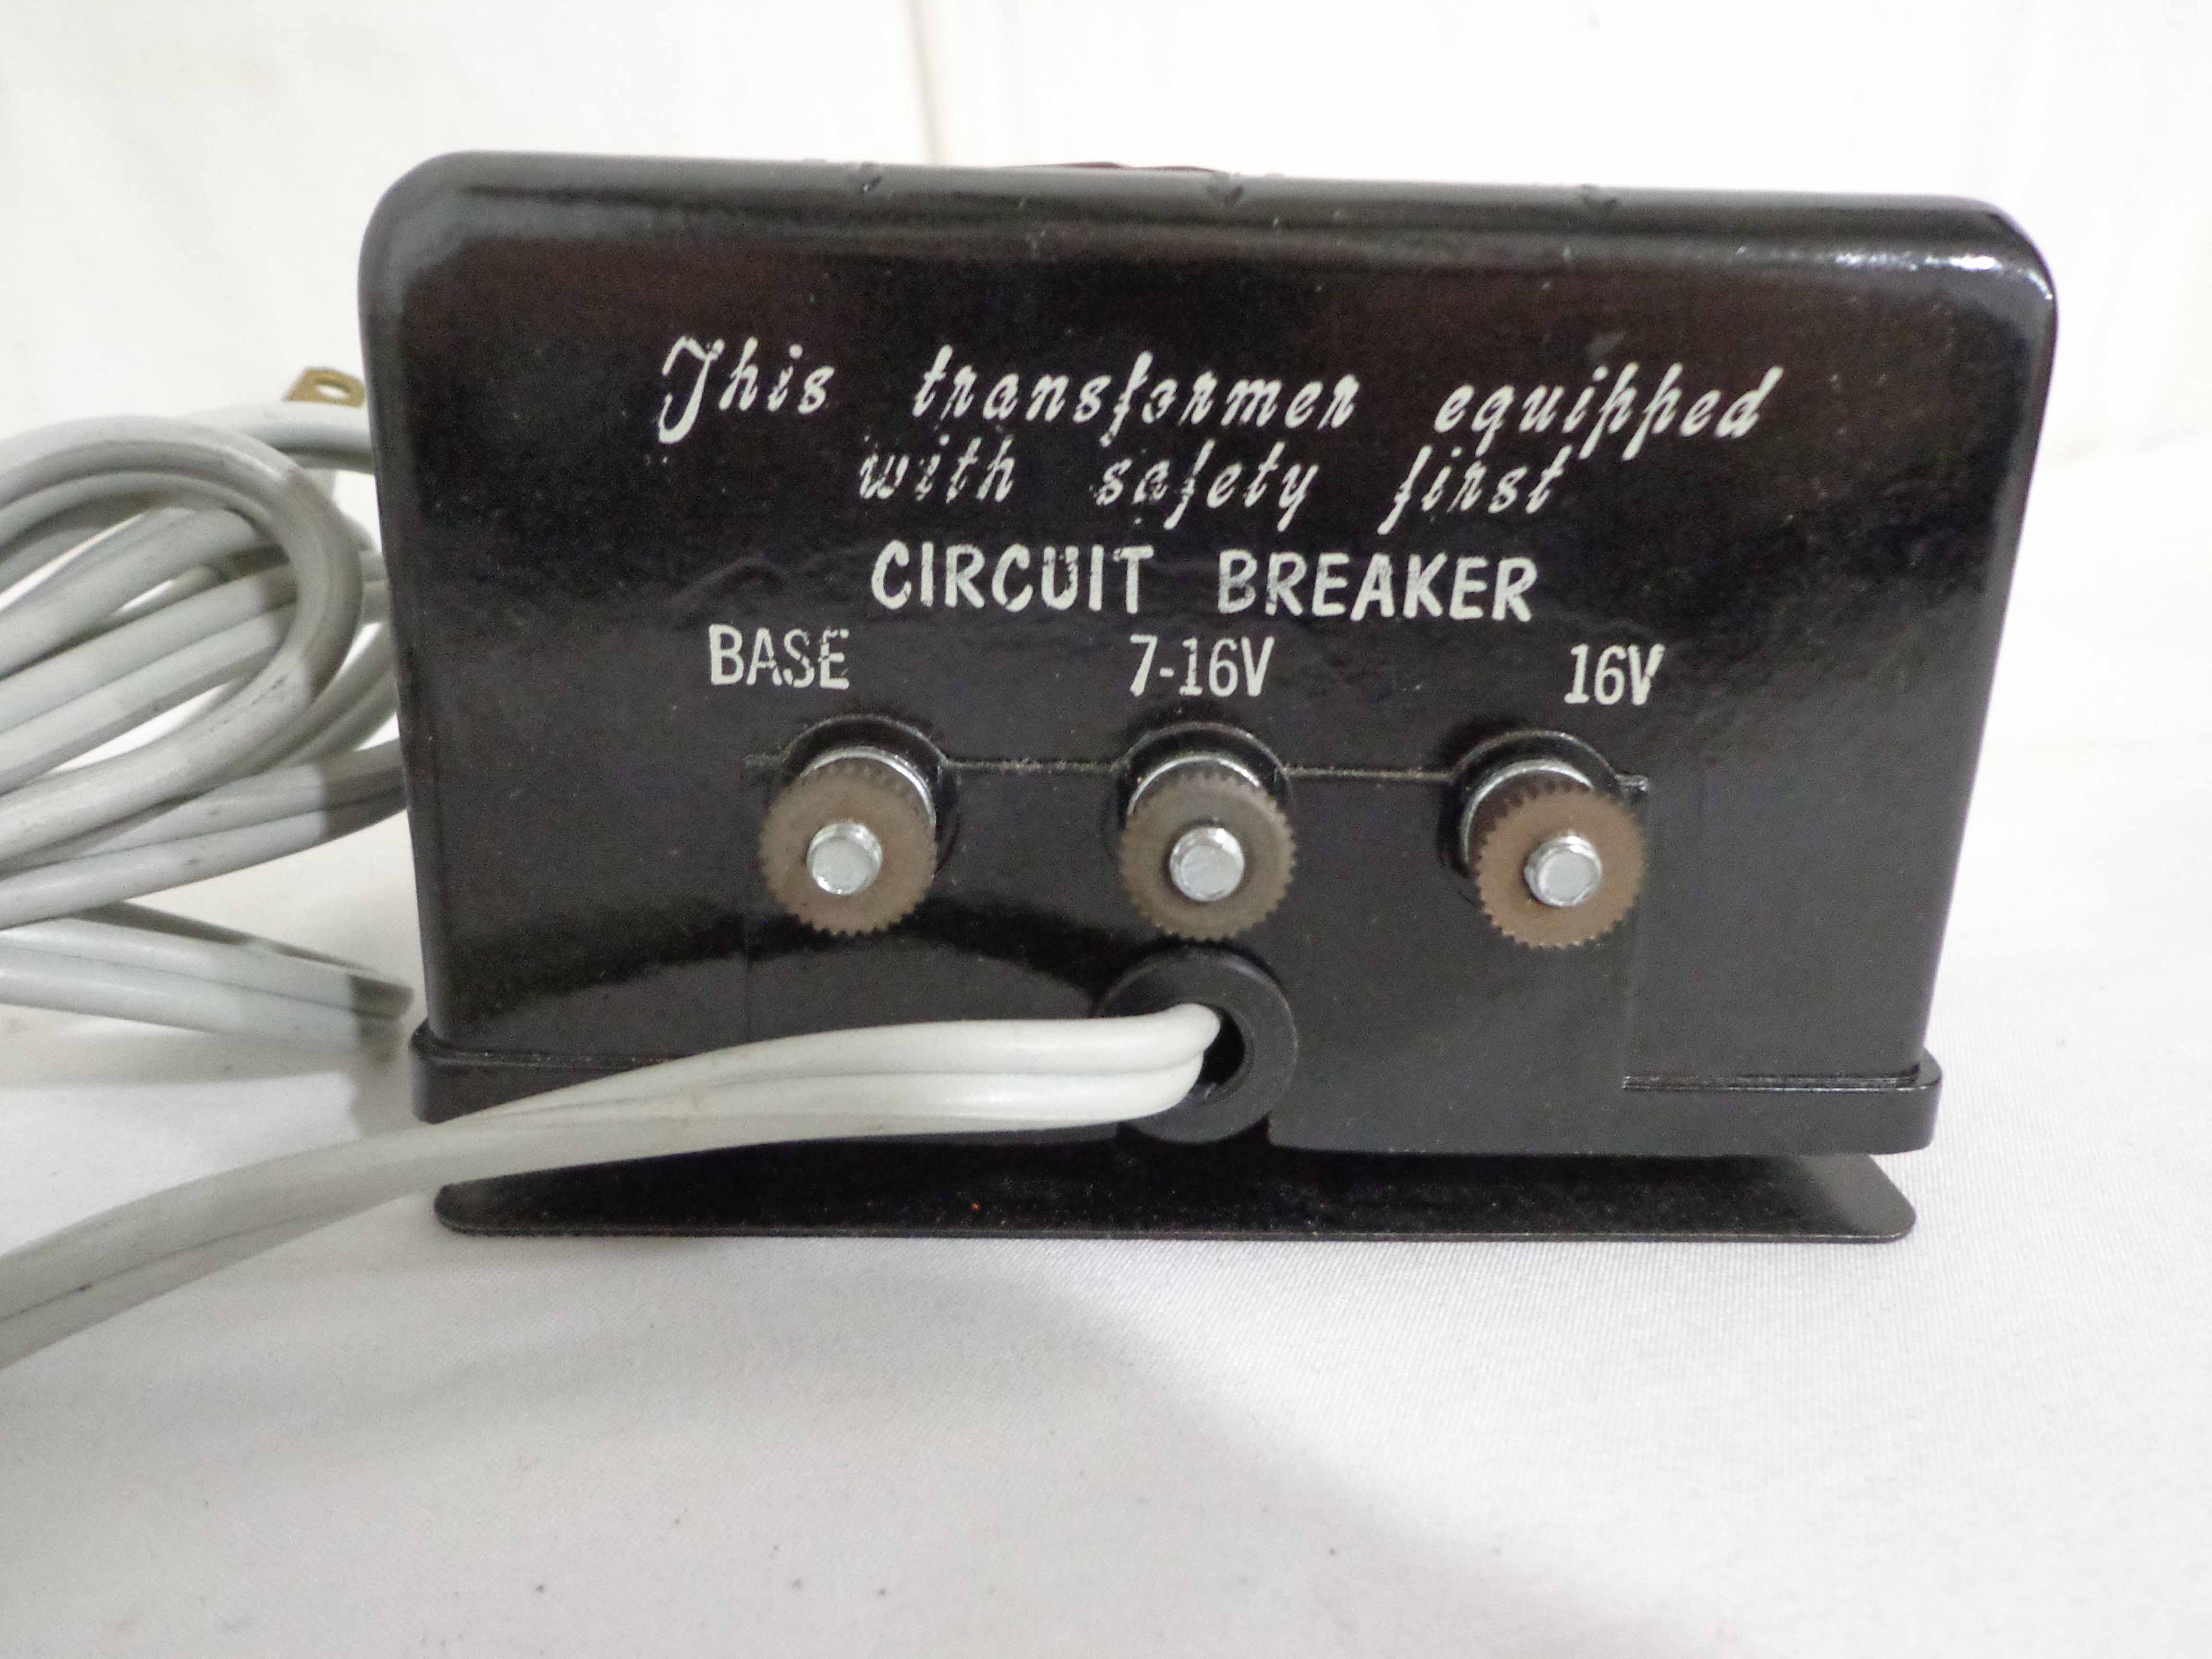 This transformer equipped
with safety first
CIRCUIT BREAKER
BASE 7-16V 16V